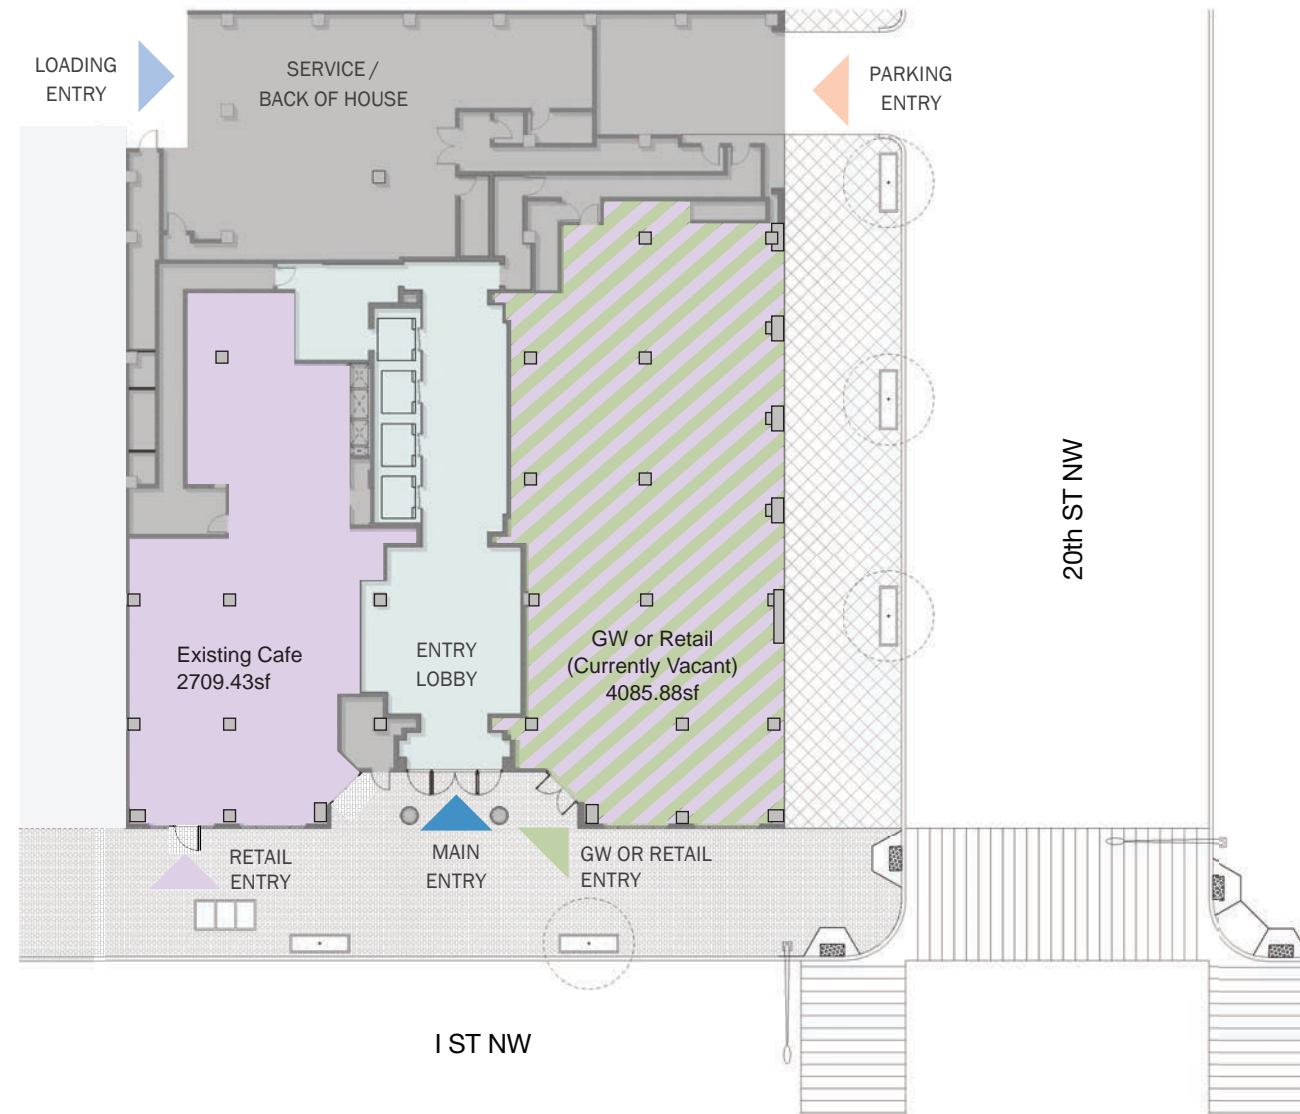 LOADING
ENTRY
SERVICE /
BACK OF HOUSE
PARKING
ENTRY
20th ST NW
Existing Cafe
2709.43sf
ENTRY
LOBBY
GW or Retail
(Currently Vacant)
4085.88sf
RETAIL
ENTRY
MAIN
ENTRY
GW OR RETAIL
ENTRY
I ST NW